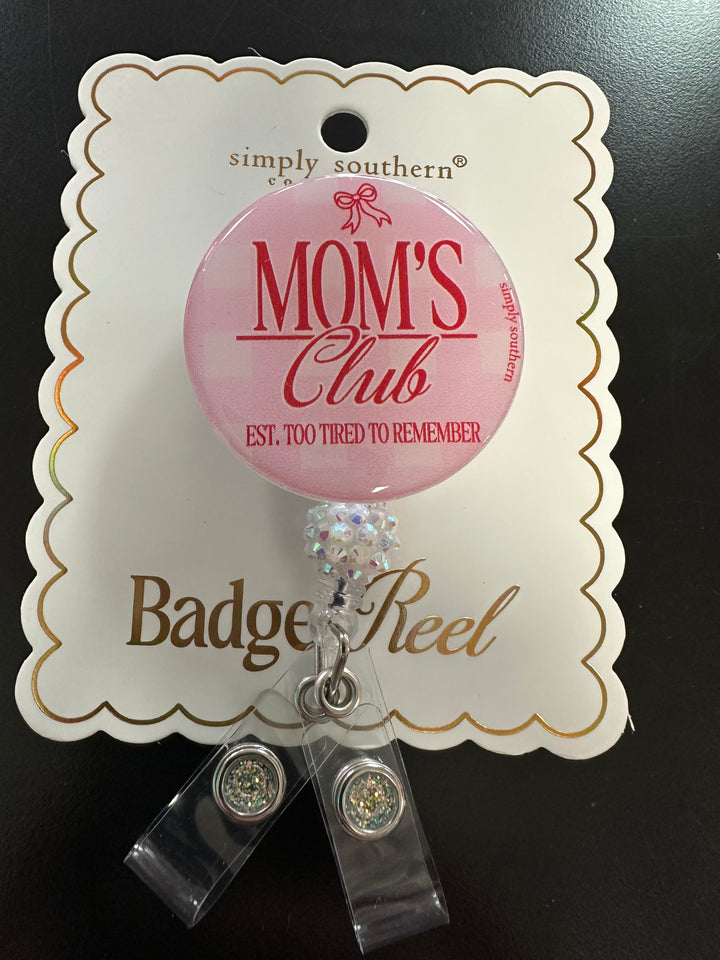 simply southern®
MOM'S
Club
EST. TOO TIRED TO REMEMBER
simply southern
Badge Reel